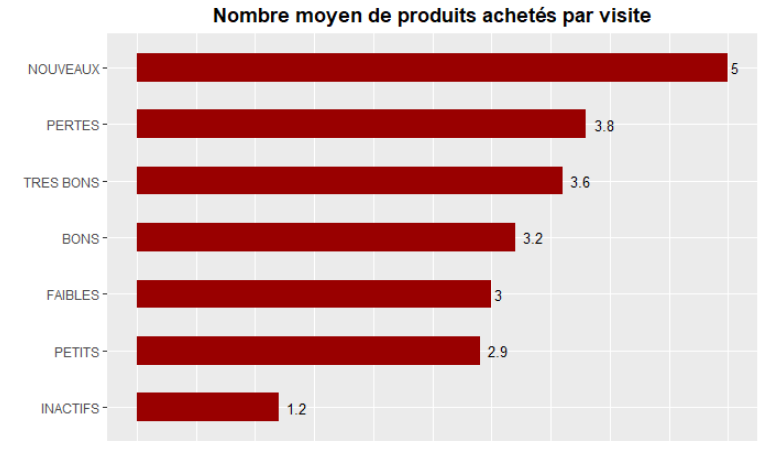 Nombre moyen de produits achetés par visite
NOUVEAUX 5
PERTES 3.8
TRES BONS 3.6
BONS 3.2
FAIBLES 3
PETITS 2.9
INACTIFS 1.2